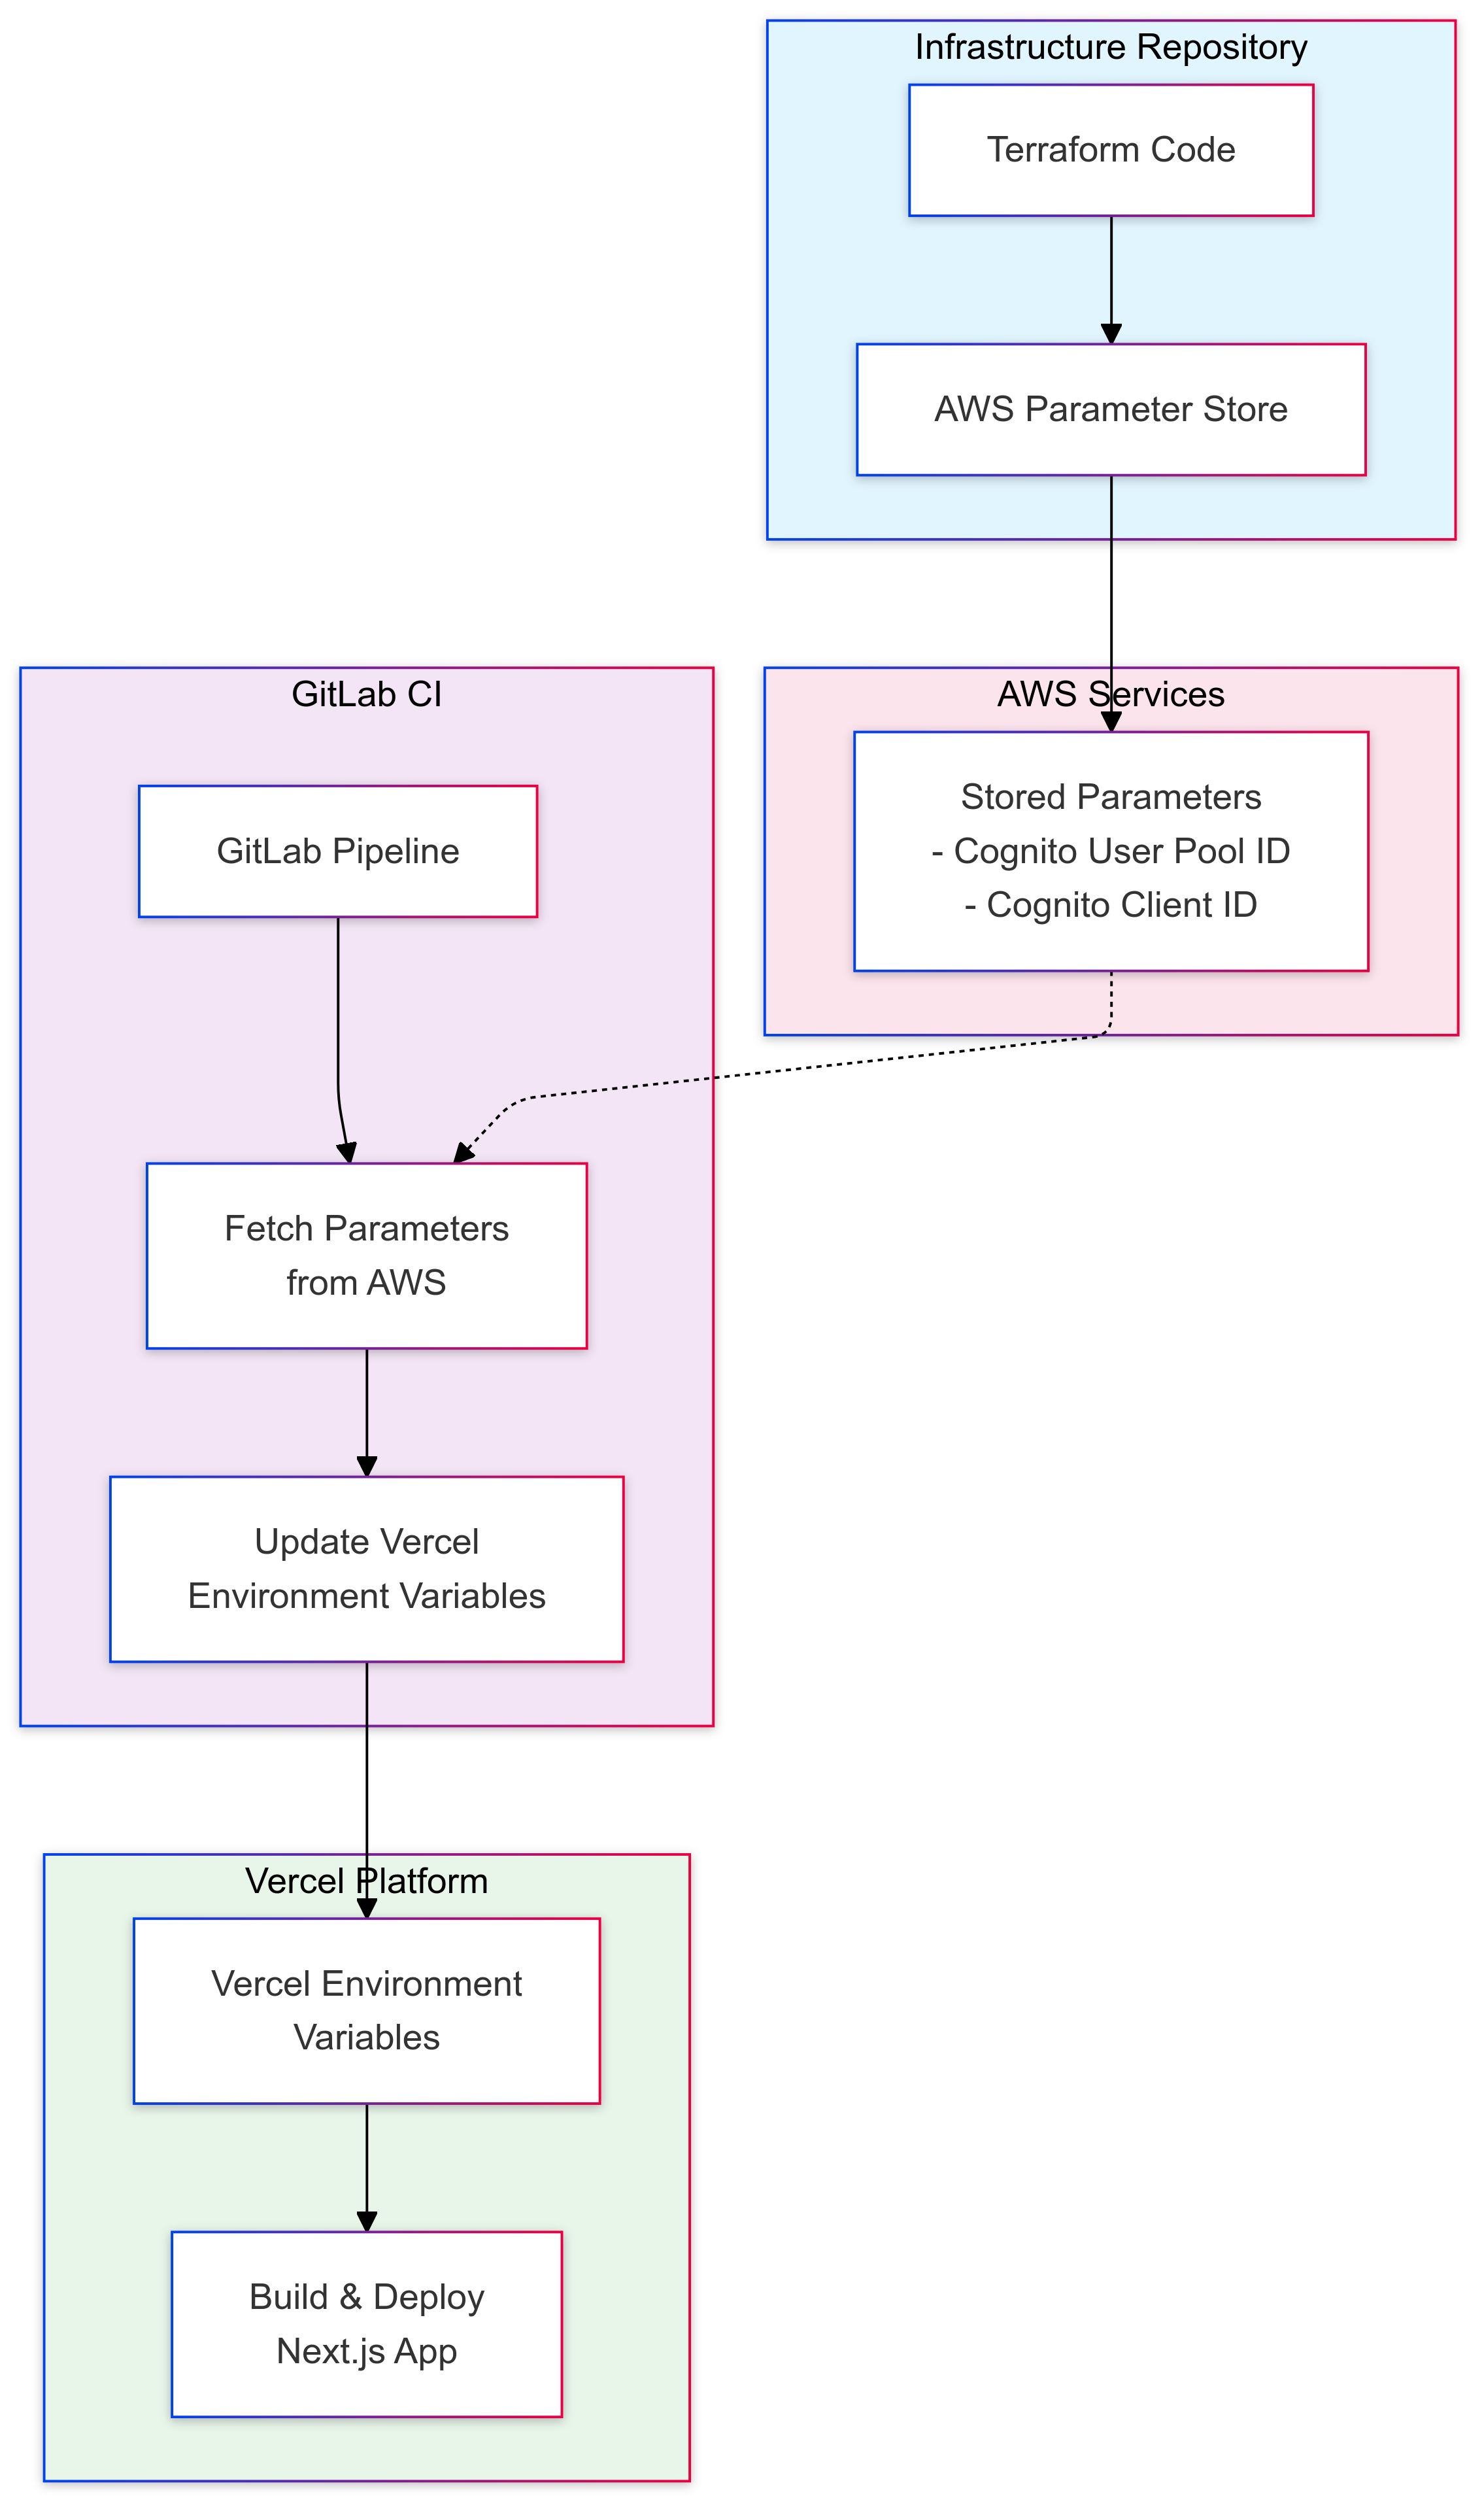 Infrastructure Repository
Terraform Code
AWS Parameter Store
AWS Services
Stored Parameters
- Cognito User Pool ID
- Cognito Client ID
GitLab CI
GitLab Pipeline
Fetch Parameters
from AWS
Update Vercel
Environment Variables
Vercel Platform
Vercel Environment
Variables
Build & Deploy
Next.js App